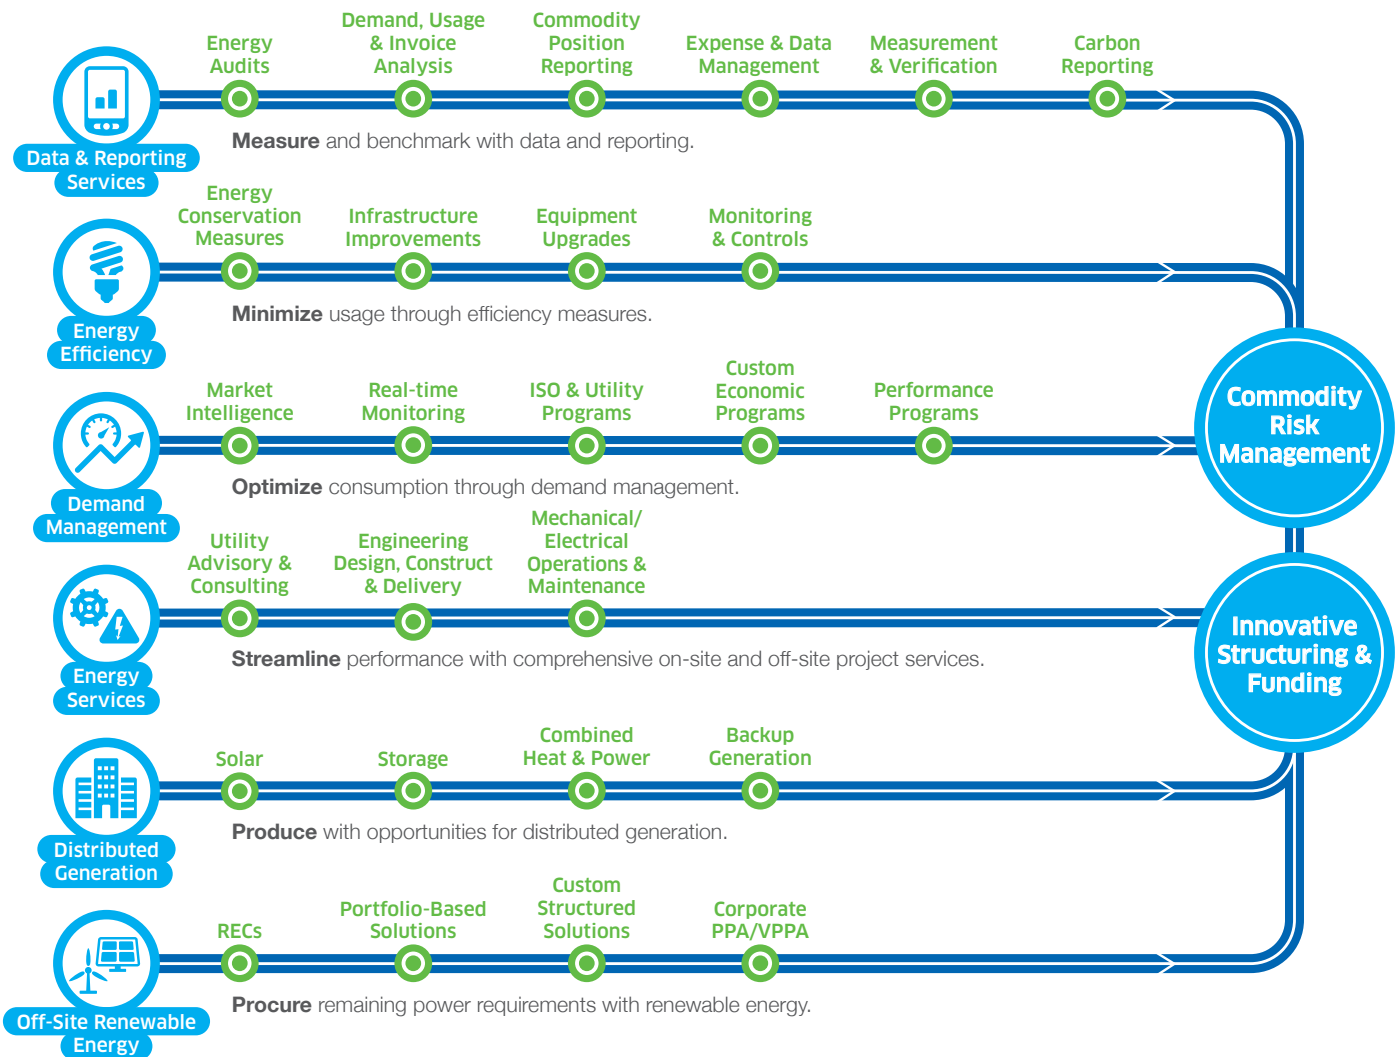 Energy
Audits
Demand, Usage
& Invoice
Analysis
Commodity
Position
Reporting
Expense & Data
Management
Measurement
& Verification
Carbon
Reporting
Data & Reporting
Services
Measure and benchmark with data and reporting.
Energy
Conservation
Measures
Infrastructure
Improvements
Equipment
Upgrades
Monitoring
& Controls
Energy
Efficiency
Minimize usage through efficiency measures.
Market
Intelligence
Real-time
Monitoring
ISO & Utility
Programs
Custom
Economic
Programs
Performance
Programs
Demand
Management
Optimize consumption through demand management.
Commodity
Risk
Management
Utility
Advisory &
Consulting
Engineering
Design, Construct
& Delivery
Mechanical/
Electrical
Operations &
Maintenance
Energy
Services
Streamline performance with comprehensive on-site and off-site project services.
Innovative
Structuring &
Funding
Solar
Storage
Combined
Heat & Power
Backup
Generation
Distributed
Generation
Produce with opportunities for distributed generation.
RECs
Portfolio-Based
Solutions
Custom
Structured
Solutions
Corporate
PPA/VPPA
Off-Site Renewable
Energy
Procure remaining power requirements with renewable energy.